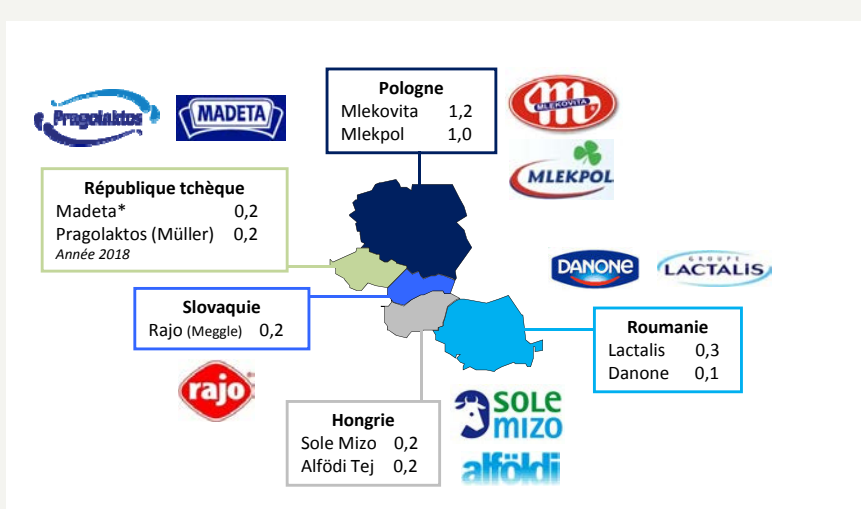 Pragolaktos
MADETA
Pologne
Mlekovita 1,2
Mlekpol 1,0
MLEKOVITA
MLEKPOL
République tchèque
Madeta* 0,2
Pragolaktos (Müller) 0,2
Année 2018
DANONE
GROUPE
LACTALIS
Slovaquie
Rajo (Meggle) 0,2
Roumanie
Lactalis 0,3
Danone 0,1
rajo
Hongrie
Sole Mizo 0,2
Alfödi Tej 0,2
SOLE
MIZO
alföldi